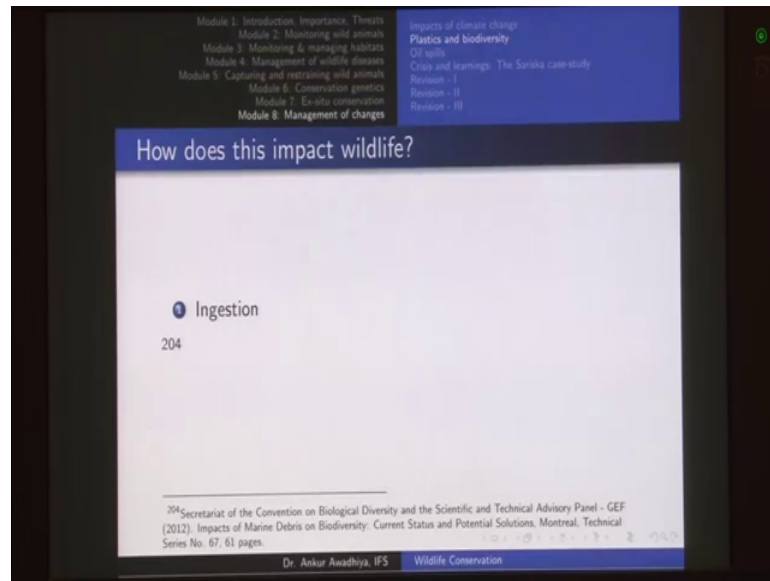 Module 1: Introduction, Importance, Threats
Module 2: Monitoring wild animals
Module 3: Monitoring & managing habitats
Module 4: Management of wildlife diseases
Module 5: Capturing and restraining wild animals
Module 6: Conservation genetics
Module 7: Ex-situ conservation
Module 8: Management of changes
Impacts of climate change
Plastics and biodiversity
Oil spills
Crisis and learnings: The Sariska case-study
Revision - I
Revision - II
Revision - III
How does this impact wildlife?
1 Ingestion
204
204 Secretariat of the Convention on Biological Diversity and the Scientific and Technical Advisory Panel - GEF
(2012). Impacts of Marine Debris on Biodiversity: Current Status and Potential Solutions, Montreal, Technical
Series No. 67, 61 pages.
Dr. Ankur Awadhiya, IFS Wildlife Conservation